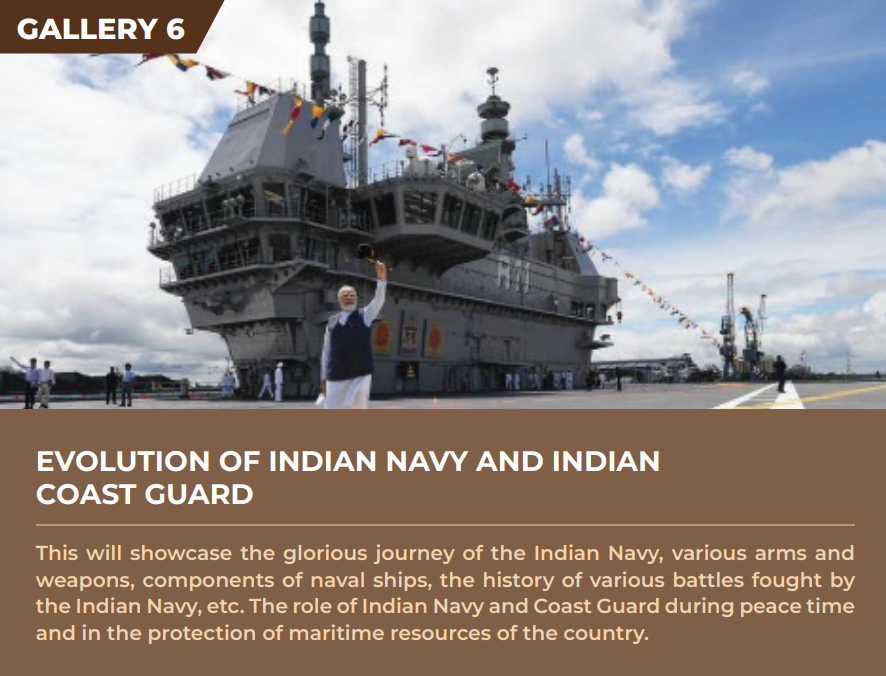 GALLERY 6
R11
EVOLUTION OF INDIAN NAVY AND INDIAN
COAST GUARD
This will showcase the glorious journey of the Indian Navy, various arms and
weapons, components of naval ships, the history of various battles fought by
the Indian Navy, etc. The role of Indian Navy and Coast Guard during peace time
and in the protection of maritime resources of the country.